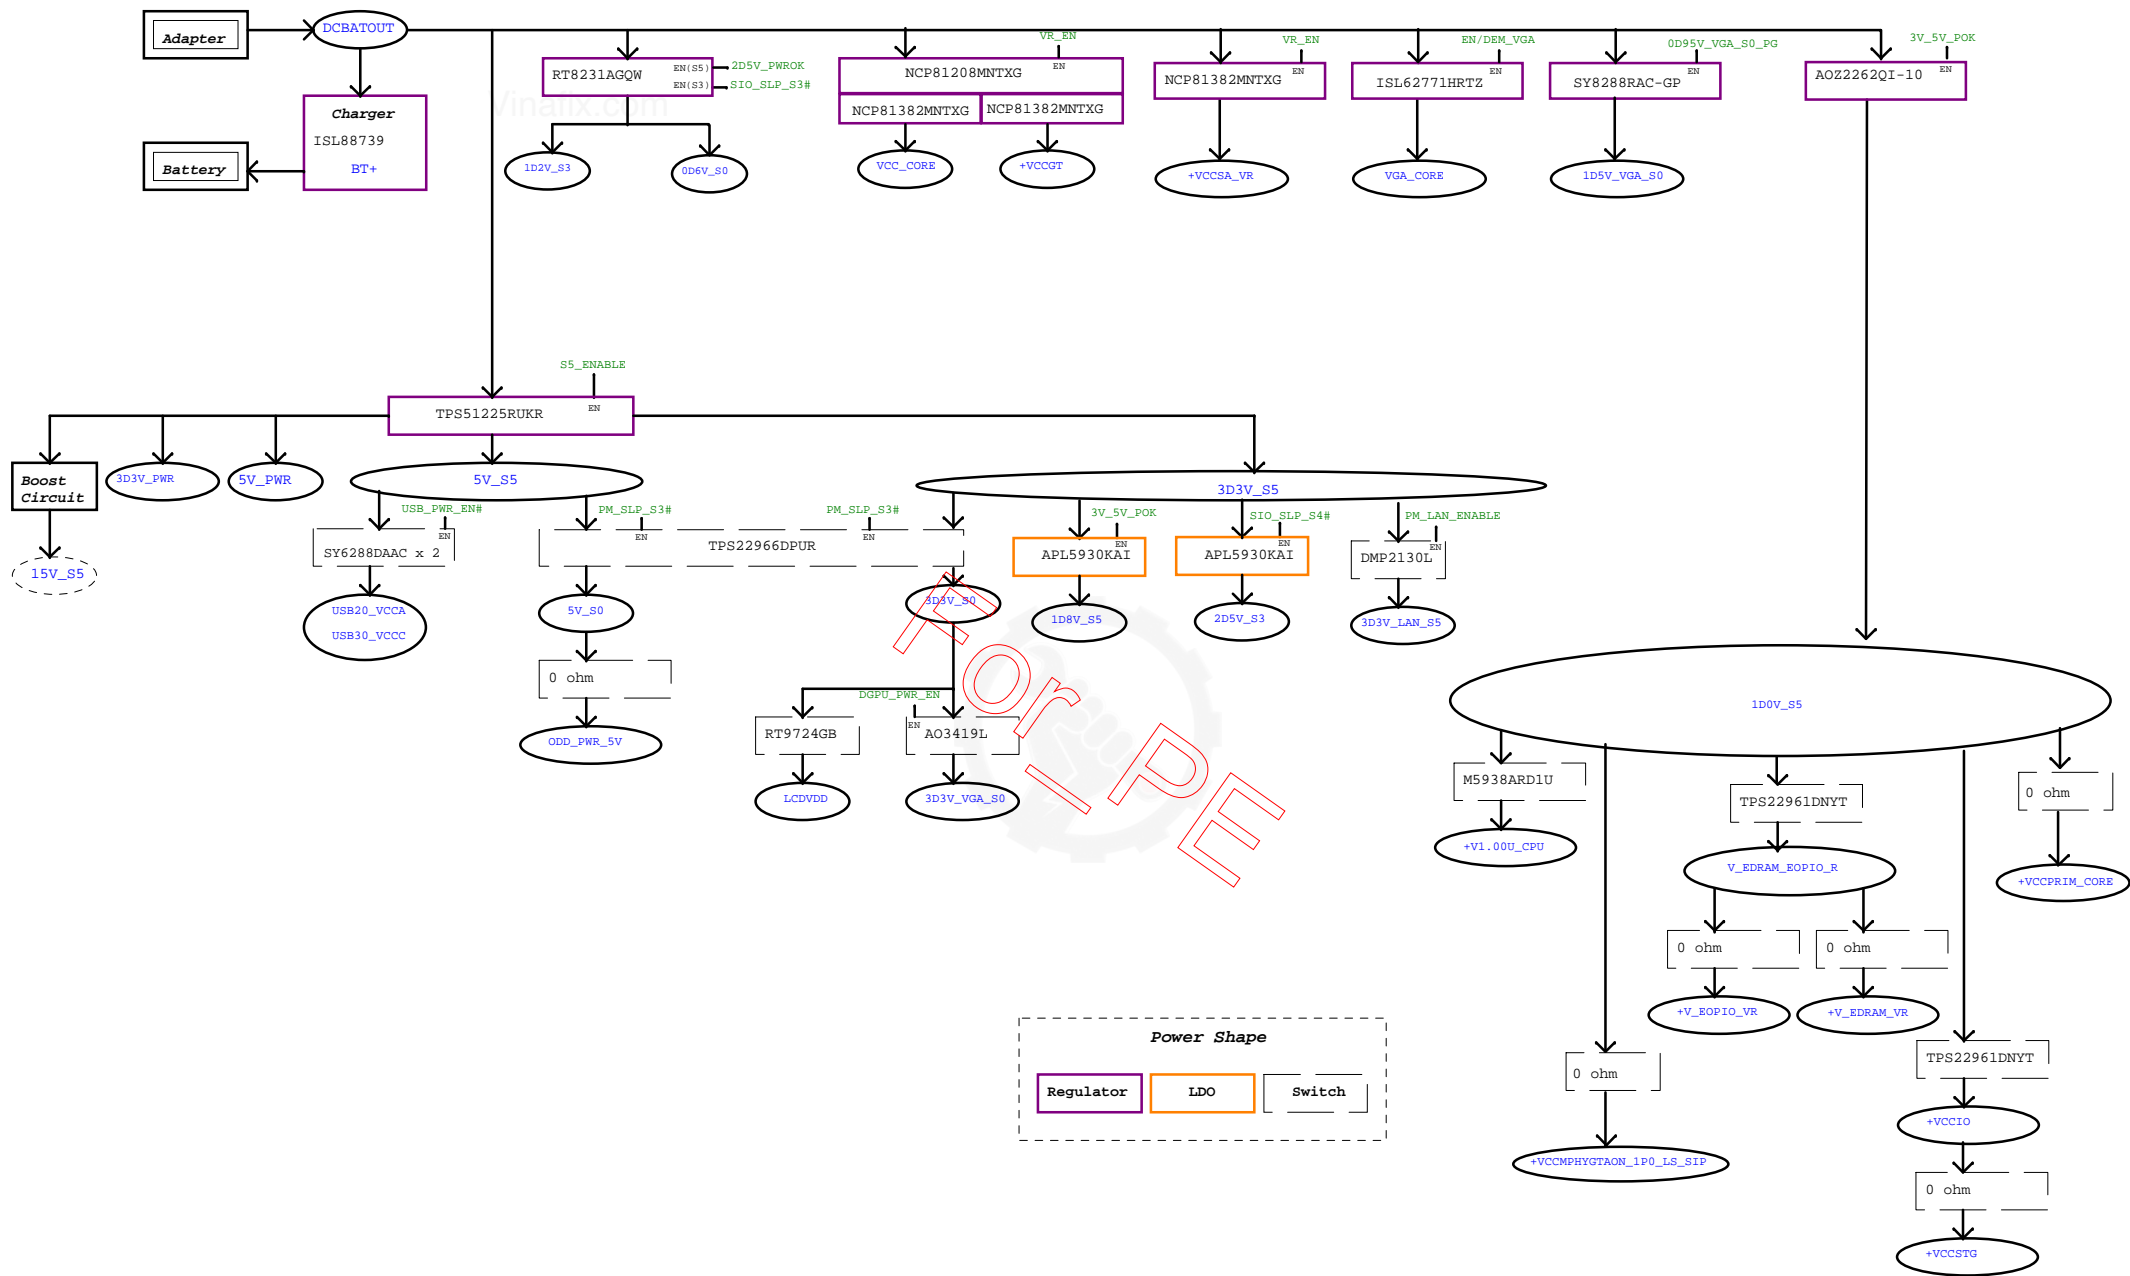 Adapter
DCBATOUT
Charger
ISL88739
BT+
Battery
RT8231AGQW
EN(S5)
EN(S3)
2D5V_PWROK
SIO_SLP_S3#
Vinafix.com
1D2V_S3
0D6V_S0
VR_EN
NCP81208MNTXG
EN
NCP81382MNTXG
NCP81382MNTXG
VCC_CORE
+VCCGT
VR_EN
NCP81382MNTXG
EN
+VCCSA_VR
EN/DEM_VGA
ISL62771HRTZ
EN
VGA_CORE
0D95V_VGA_S0_PG
SY8288RAC-GP
EN
1D5V_VGA_S0
3V_5V_POK
AOZ2262QI-10
EN
S5_ENABLE
TPS51225RUKR
EN
Boost
Circuit
15V_S5
3D3V_PWR
5V_PWR
5V_S5
3D3V_S5
USB_PWR_EN#
EN
SY6288DAAC x 2
USB20_VCCA
USB30_VCCC
PM_SLP_S3#
EN
TPS22966DPUR
PM_SLP_S3#
EN
5V_S0
0 ohm
ODD_PWR_5V
3D3V_S0
DGPU_PWR_EN
RT9724GB
EN
AO3419L
LCDVDD
3D3V_VGA_S0
3V_5V_POK
EN
APL5930KAI
1D8V_S5
SIO_SLP_S4#
EN
APL5930KAI
2D5V_S3
PM_LAN_ENABLE
EN
DMP2130L
3D3V_LAN_S5
For_PE
1D0V_S5
M5938ARD1U
+V1.00U_CPU
0 ohm
+VCCMPHYGTAON_1P0_LS_SIP
TPS22961DNYT
V_EDRAM_EOPIO_R
0 ohm
0 ohm
+V_EOPIO_VR
+V_EDRAM_VR
TPS22961DNYT
+VCCIO
0 ohm
+VCCSTG
0 ohm
+VCCPRIM_CORE
Power Shape
Regulator
LDO
Switch